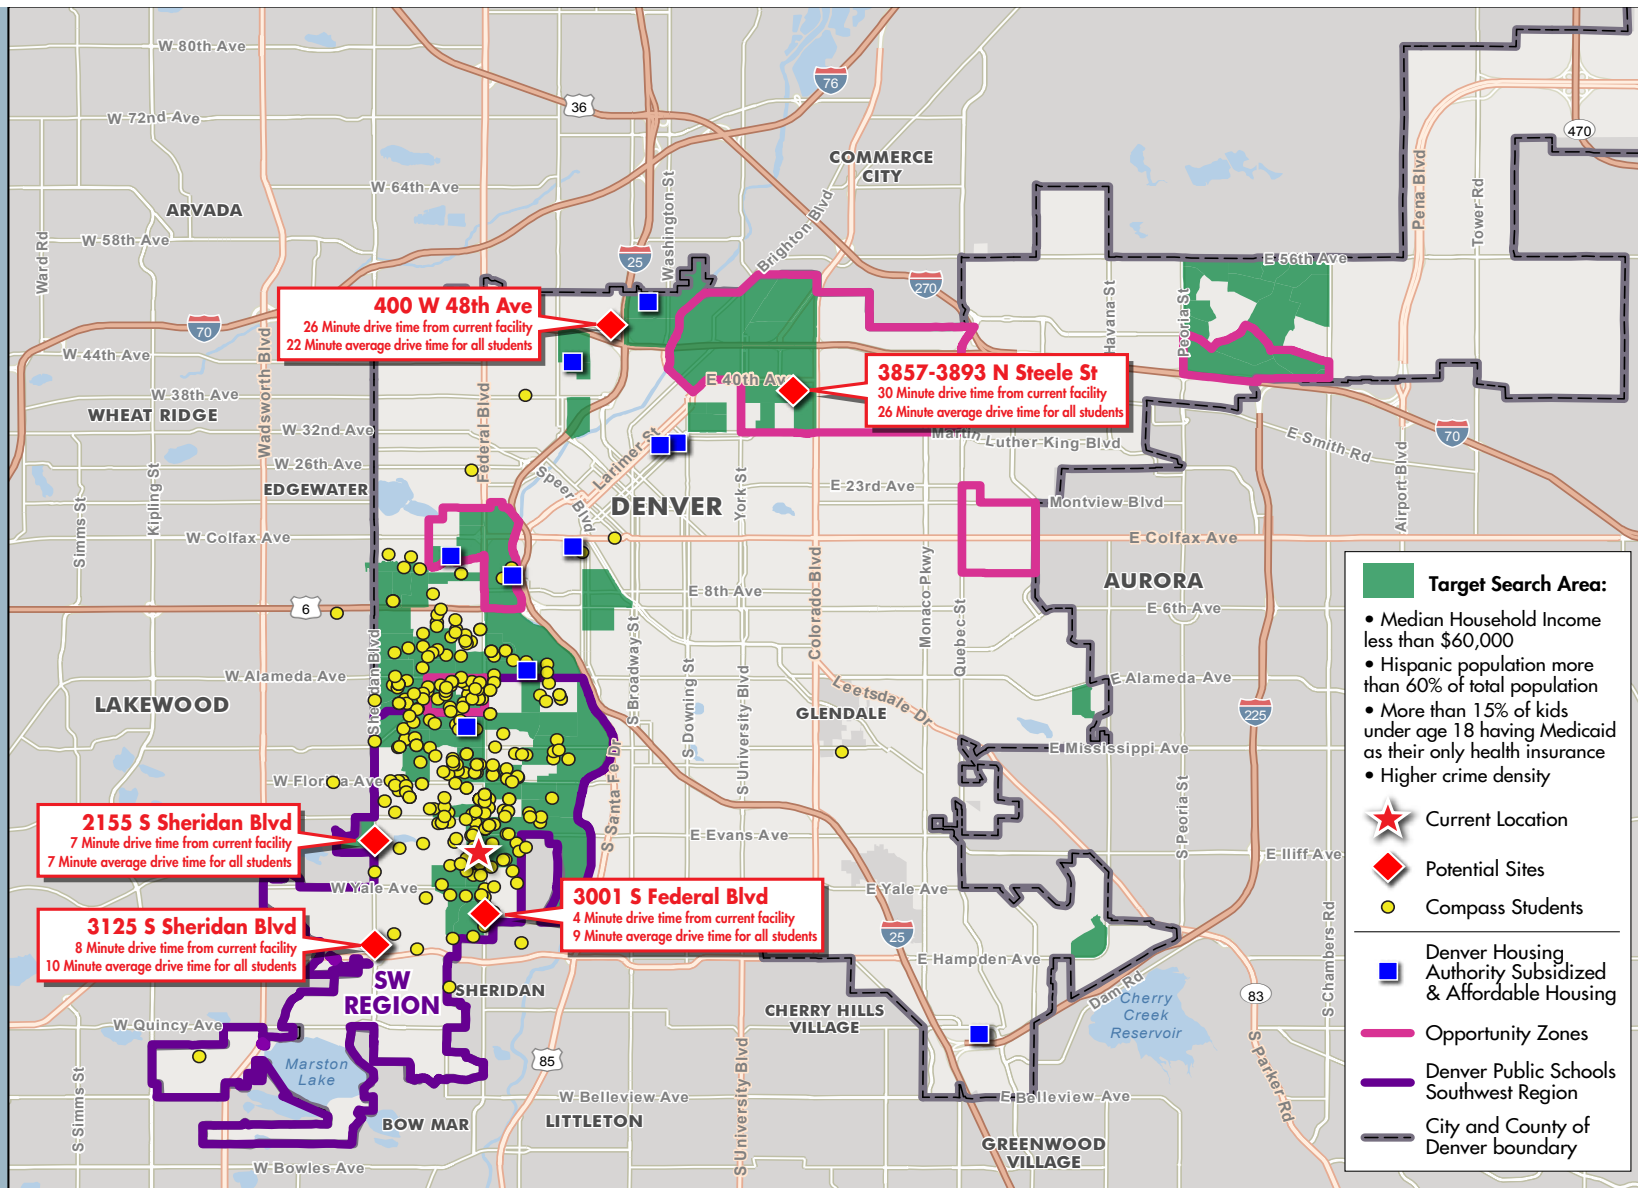 W 80th Ave
76
36
W 72nd Ave
470
COMMERCE
CITY
Pena Blvd
Tower Rd
W 64th Ave
Washington St
ARVADA
Brighton Blvd
Ward Rd
W 58th Ave
25
E 56th Ave
270
Havana St
Peoria St
400 W 48th Ave
26 Minute drive time from current facility
22 Minute average drive time for all students
70
W 44th Ave
Wadsworth Blvd
E 40th Ave
3857-3893 N Steele St
30 Minute drive time from current facility
26 Minute average drive time for all students
W 38th Ave
WHEAT RIDGE
Federal Blvd
W 32nd Ave
Larimer St
Martin Luther King Blvd
E Smith Rd
70
W 26th Ave
Kipling St
EDGEWATER
Simms St
Speer Blvd
DENVER
York St
E 23rd Ave
Montview Blvd
Airport Blvd
W Colfax Ave
E Colfax Ave
AURORA
E 8th Ave
6
E 6th Ave
Colorado Blvd
Monaco Pkwy
Quebec St
Sheridan Blvd
S Broadway St
S Downing St
S University Blvd
W Alameda Ave
E Alameda Ave
LAKEWOOD
Leetsdale Dr
GLENDALE
225
E Mississippi Ave
S Santa Fe Dr
W Florida Ave
S Peoria St
2155 S Sheridan Blvd
7 Minute drive time from current facility
7 Minute average drive time for all students
E Evans Ave
E Iliff Ave
W Yale Ave
E Yale Ave
3001 S Federal Blvd
4 Minute drive time from current facility
9 Minute average drive time for all students
3125 S Sheridan Blvd
8 Minute drive time from current facility
10 Minute average drive time for all students
25
E Hampden Ave
S Chambers Rd
SW
REGION
SHERIDAN
Dam Rd
83
Cherry
Creek
Reservoir
CHERRY HILLS
VILLAGE
W Quincy Ave
Marston
Lake
85
S Simms St
S University Blvd
S Parker Rd
W Belleview Ave
E Belleview Ave
BOW MAR
LITTLETON
GREENWOOD
VILLAGE
W Bowles Ave
Target Search Area:
• Median Household Income
less than $60,000
• Hispanic population more
than 60% of total population
• More than 15% of kids
under age 18 having Medicaid
as their only health insurance
• Higher crime density
Current Location
Potential Sites
Compass Students
Denver Housing
Authority Subsidized
& Affordable Housing
Opportunity Zones
Denver Public Schools
Southwest Region
City and County of
Denver boundary